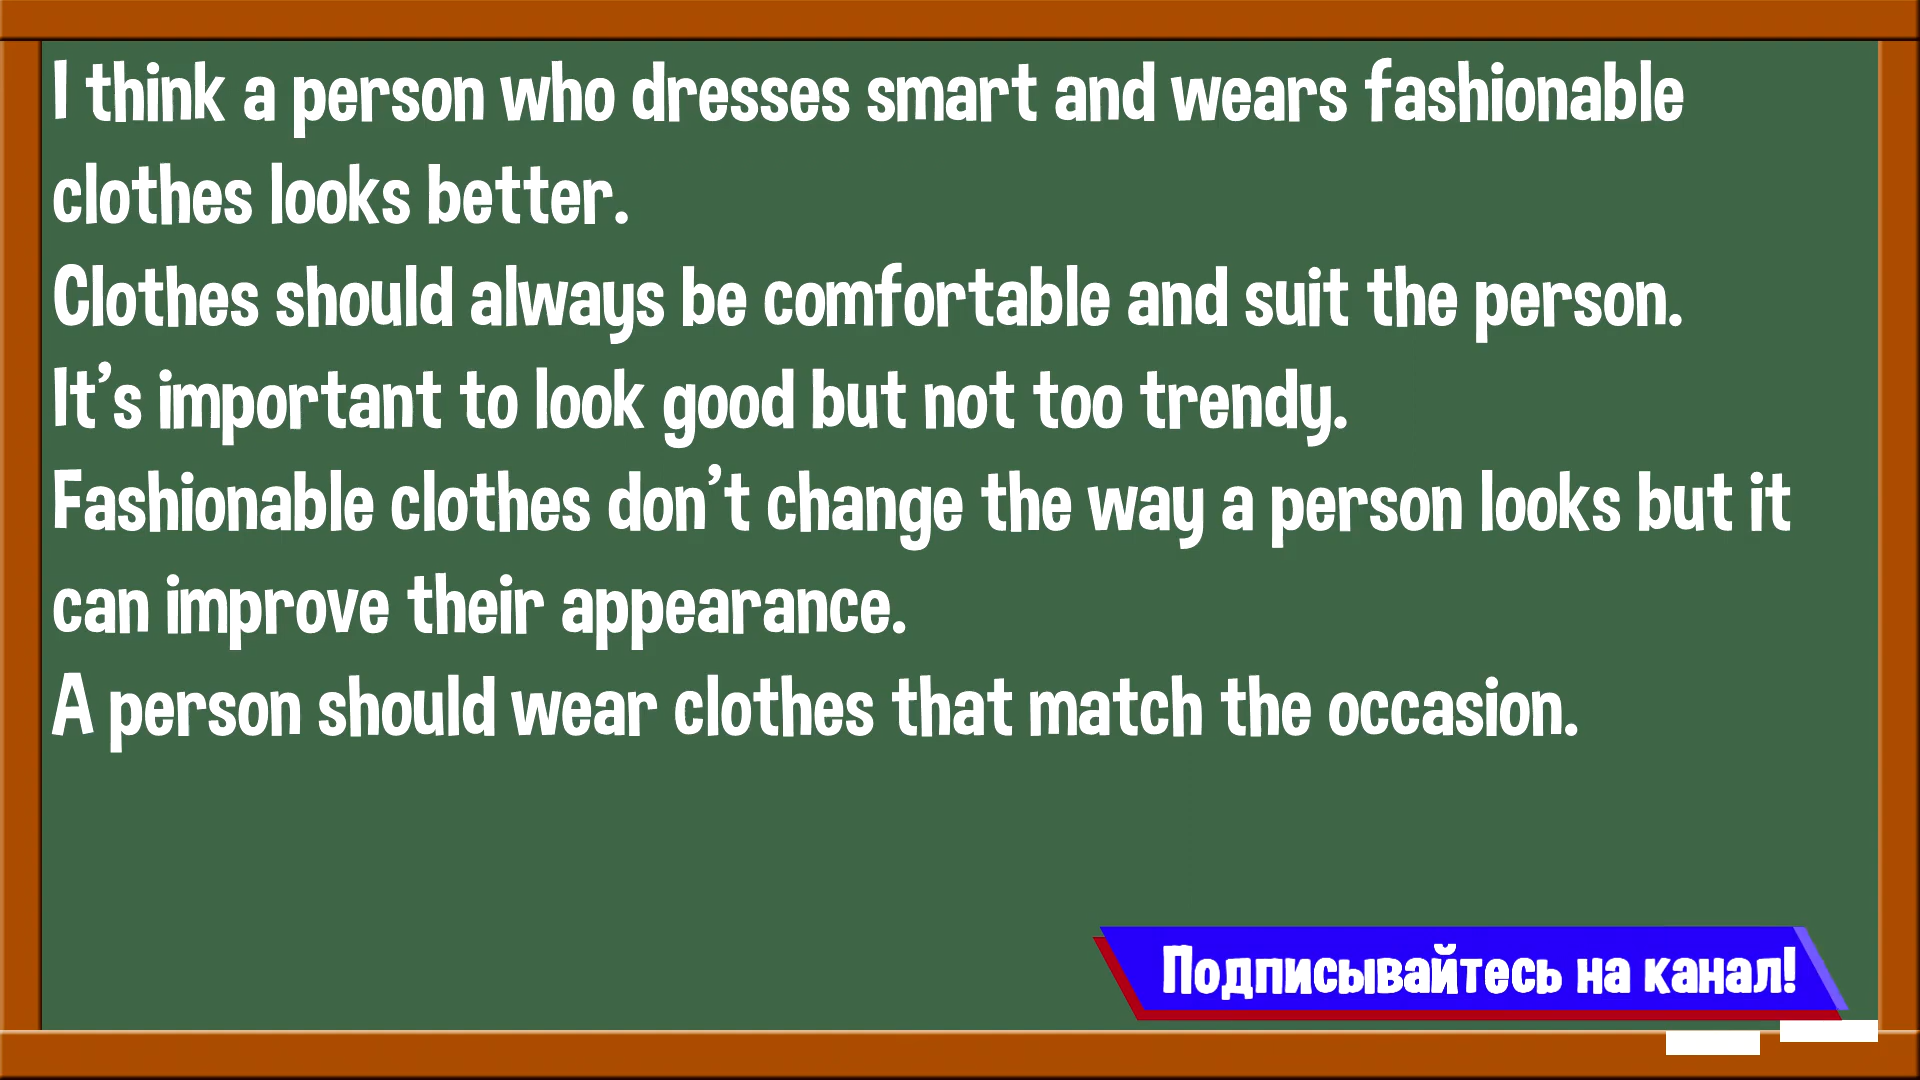 I think a person who dresses smart and wears fashionable
clothes looks better.
Clothes should always be comfortable and suit the person.
It’s important to look good but not too trendy.
Fashionable clothes don’t change the way a person looks but it
can improve their appearance.
A person should wear clothes that match the occasion.
Подписывайтесь на канал!